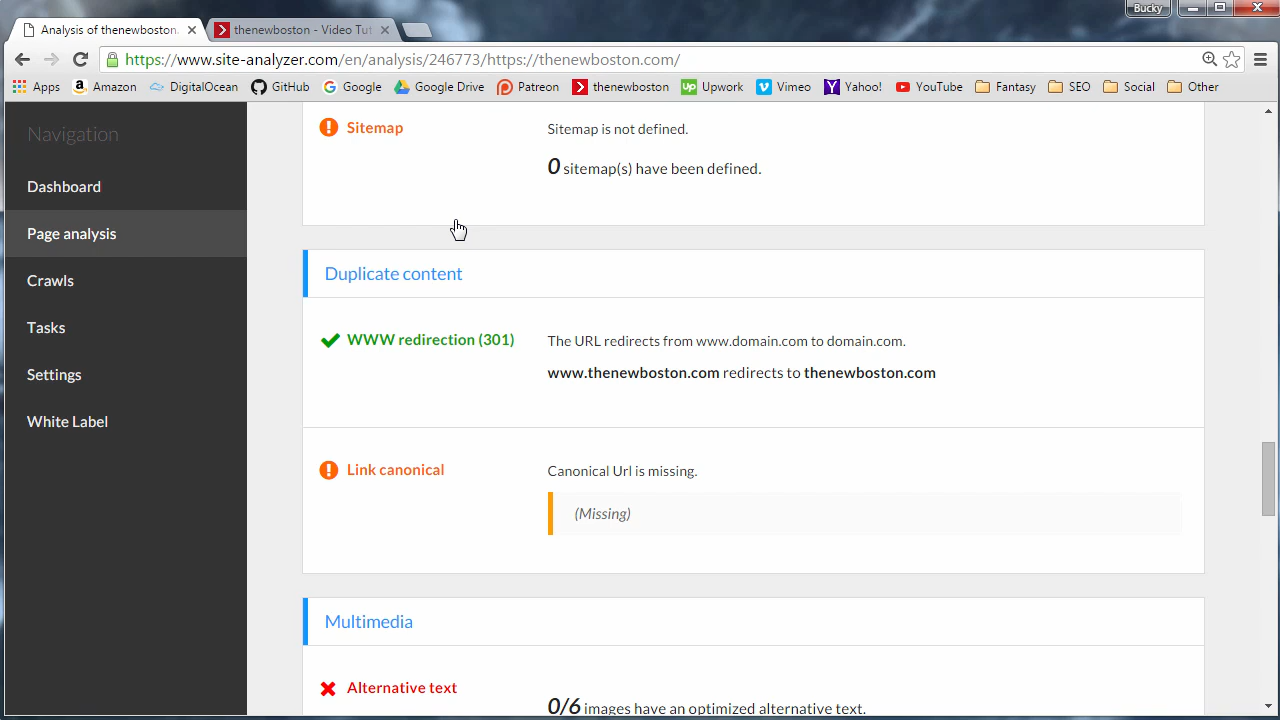 Bucky
Analysis of thenewboston.
thenewboston - Video Tut
https://www.site-analyzer.com/en/analysis/246773/https://thenewboston.com/
Apps Amazon DigitalOcean GitHub Google Google Drive Patreon thenewboston Upwork Vimeo Yahoo! YouTube Fantasy SEO Social Other
Navigation
Dashboard
Page analysis
Crawls
Tasks
Settings
White Label
Sitemap
Sitemap is not defined.
0 sitemap(s) have been defined.
Duplicate content
WWW redirection (301)
The URL redirects from www.domain.com to domain.com.
www.thenewboston.com redirects to thenewboston.com
Link canonical
Canonical Url is missing.
(Missing)
Multimedia
Alternative text
0/6 images have an optimized alternative text.